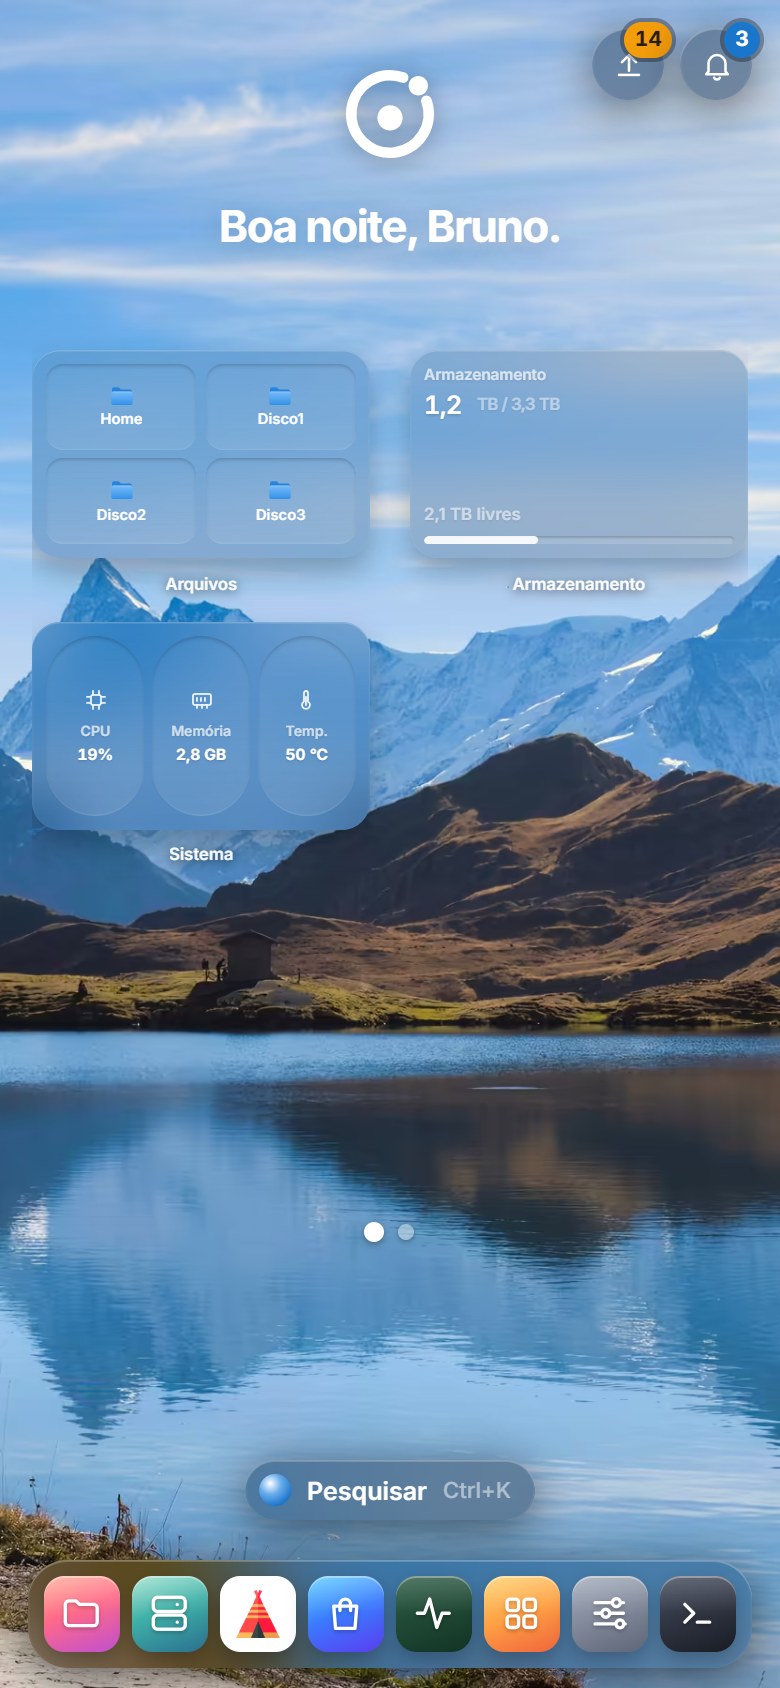 14
3
Boa noite, Bruno.
Home
Disco1
Disco2
Disco3
Arquivos
Armazenamento
1,2 TB / 3,3 TB
2,1 TB livres
Armazenamento
CPU
19%
Memória
2,8 GB
Temp.
50 °C
Sistema
Pesquisar Ctrl+K